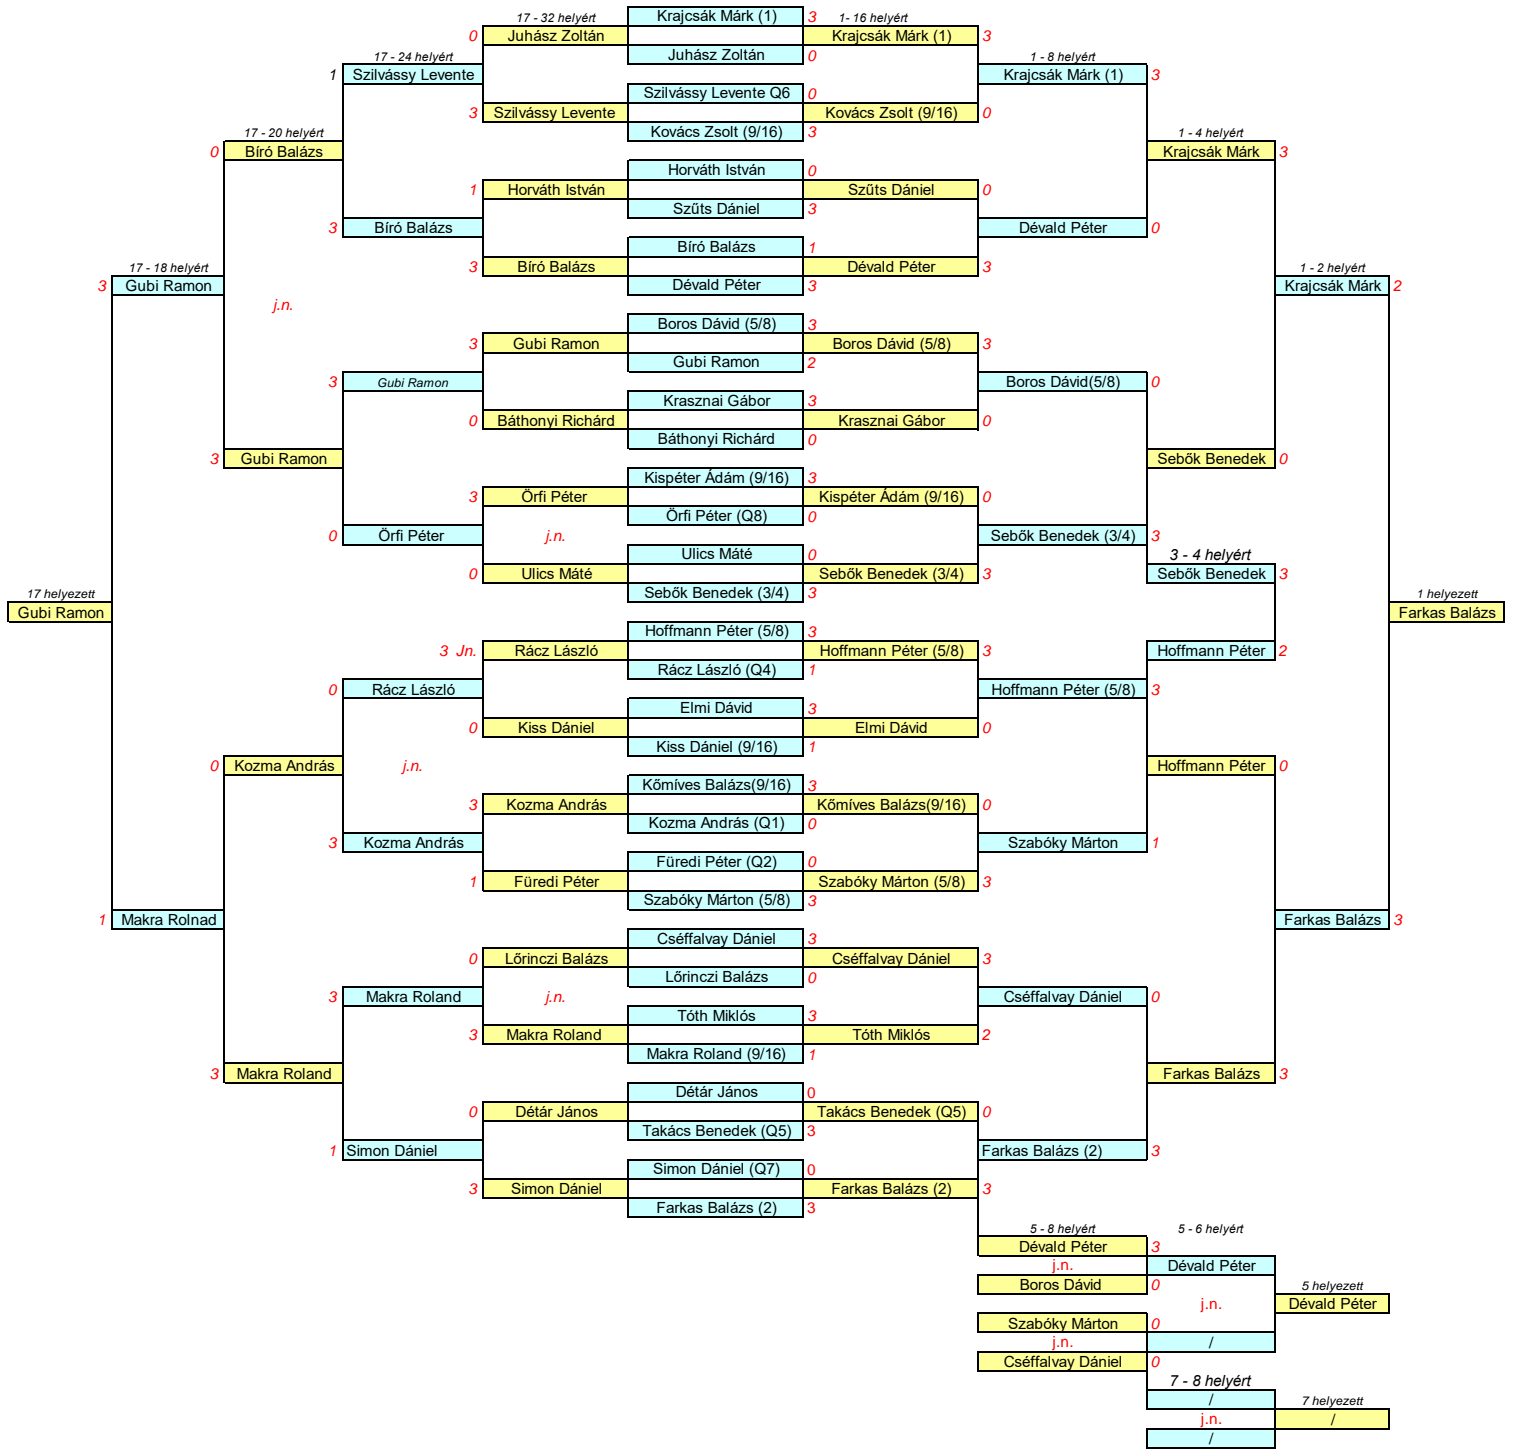 17 - 32 helyért Krajcsák Márk (1) 3 1- 16 helyért
0 Juhász Zoltán Krajcsák Márk (1) 3
17 - 24 helyért Juhász Zoltán 0 1 - 8 helyért
1 Szilvássy Levente Krajcsák Márk (1) 3
Szilvássy Levente Q6 0
3 Szilvássy Levente Kovács Zsolt (9/16) 0
17 - 20 helyért Kovács Zsolt (9/16) 3 1 - 4 helyért
0 Bíró Balázs Krajcsák Márk 3
Horváth István 0
1 Horváth István Szűts Dániel 0
Szűts Dániel 3
3 Bíró Balázs Dévald Péter 0
Bíró Balázs 1
17 - 18 helyért 3 Bíró Balázs Dévald Péter 3 1 - 2 helyért
3 Gubi Ramon Dévald Péter 3 Krajcsák Márk 2
j.n.
Boros Dávid (5/8) 3
3 Gubi Ramon Boros Dávid (5/8) 3
Gubi Ramon 2
3 Gubi Ramon Boros Dávid(5/8) 0
Krasznai Gábor 3
0 Báthonyi Richárd Krasznai Gábor 0
Báthonyi Richárd 0
3 Gubi Ramon Sebők Benedek 0
Kispéter Ádám (9/16) 3
3 Örfi Péter Kispéter Ádám (9/16) 0
Örfi Péter (Q8) 0
0 Örfi Péter j.n. Sebők Benedek (3/4) 3
Ulics Máté 0 3 - 4 helyért
0 Ulics Máté Sebők Benedek (3/4) 3 Sebők Benedek 3
17 helyezett Sebők Benedek (3/4) 3 1 helyezett
Gubi Ramon Farkas Balázs
Hoffmann Péter (5/8) 3
3 Jn. Rácz László Hoffmann Péter (5/8) 3 Hoffmann Péter 2
Rácz László (Q4) 1
0 Rácz László Hoffmann Péter (5/8) 3
Elmi Dávid 3
0 Kiss Dániel Elmi Dávid 0
Kiss Dániel (9/16) 1
0 Kozma András j.n. Hoffmann Péter 0
Kőmíves Balázs(9/16) 3
3 Kozma András Kőmíves Balázs(9/16) 0
Kozma András (Q1) 0
3 Kozma András Szabóky Márton 1
Füredi Péter (Q2) 0
1 Füredi Péter Szabóky Márton (5/8) 3
Szabóky Márton (5/8) 3
1 Makra Rolnad Farkas Balázs 3
Cséffalvay Dániel 3
0 Lőrinczi Balázs Cséffalvay Dániel 3
Lőrinczi Balázs 0
3 Makra Roland j.n. Cséffalvay Dániel 0
Tóth Miklós 3
3 Makra Roland Tóth Miklós 2
Makra Roland (9/16) 1
3 Makra Roland Farkas Balázs 3
Détár János 0
0 Détár János Takács Benedek (Q5) 0
Takács Benedek (Q5) 3
1 Simon Dániel Farkas Balázs (2) 3
Simon Dániel (Q7) 0
3 Simon Dániel Farkas Balázs (2) 3
Farkas Balázs (2) 3
5 - 8 helyért 5 - 6 helyért
Dévald Péter 3
j.n. Dévald Péter
Boros Dávid 0 5 helyezett
j.n. Dévald Péter
Szabóky Márton 0
j.n. /
Cséffalvay Dániel 0
7 - 8 helyért
/ 7 helyezett
j.n. /
/